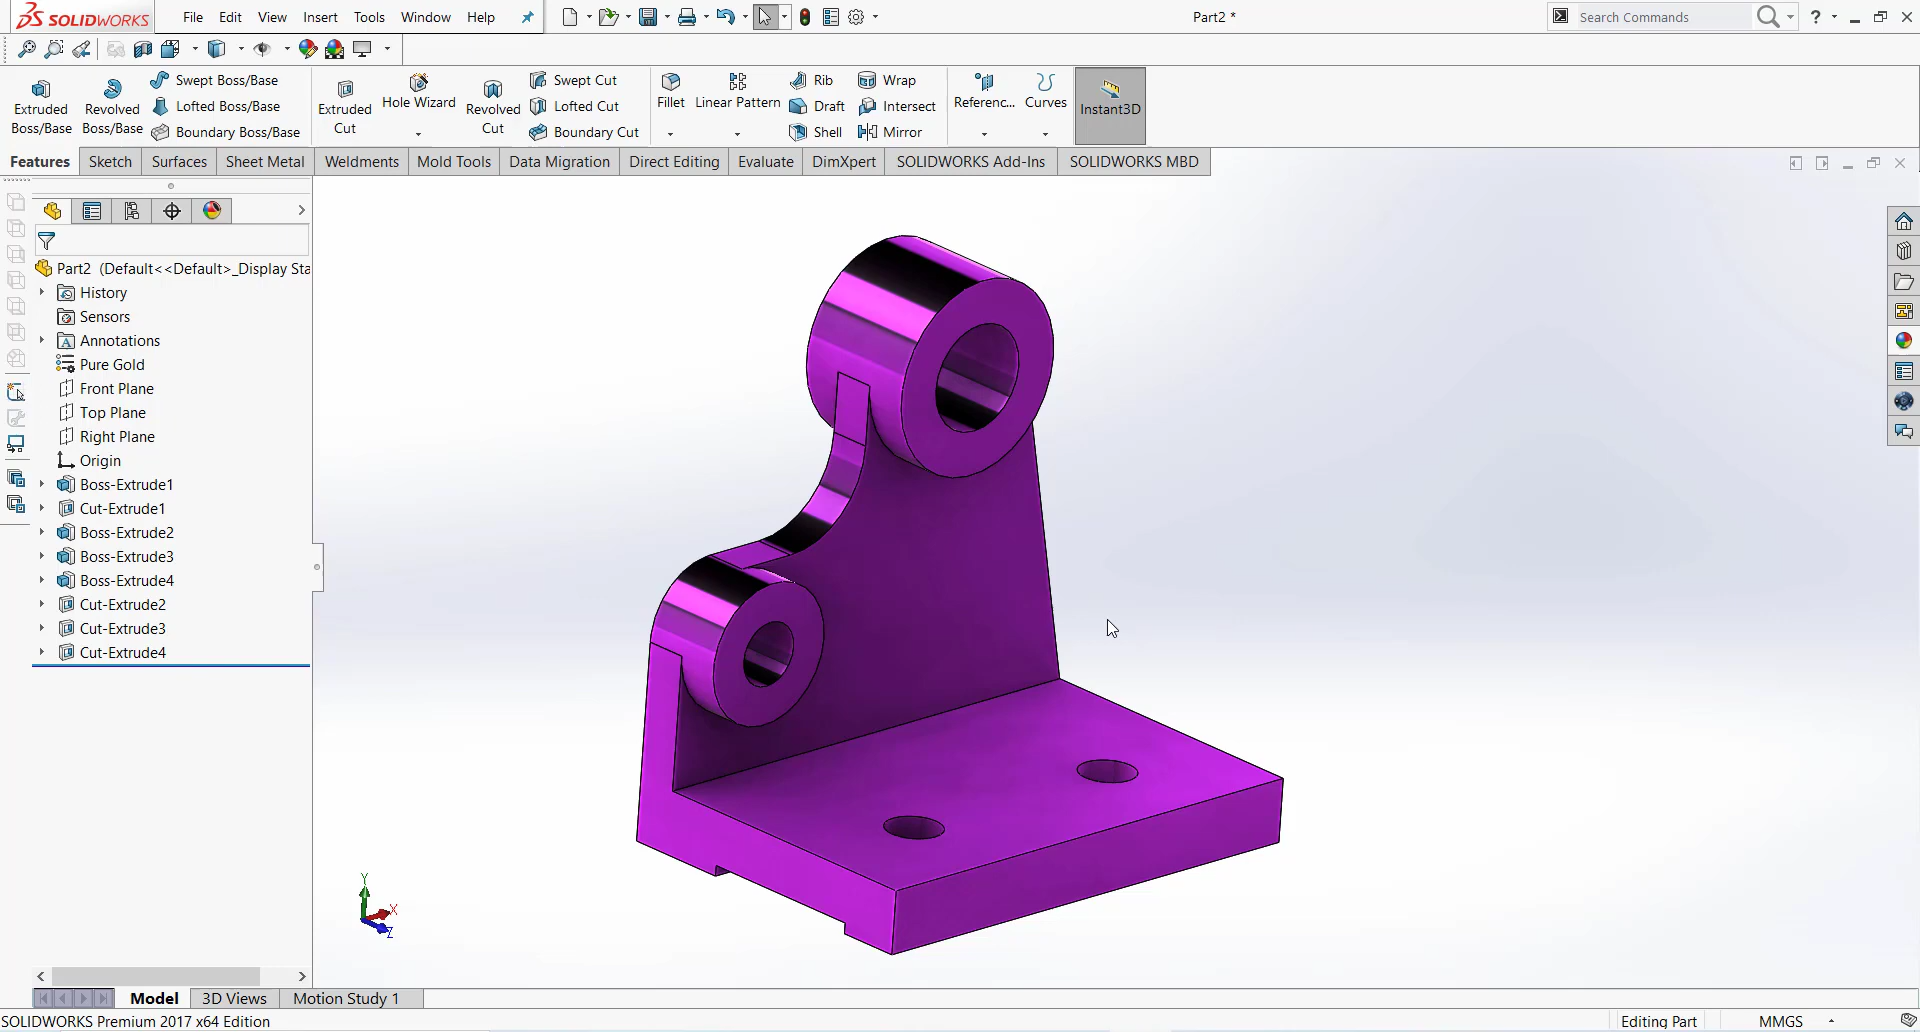 SOLIDWORKS File Edit View Insert Tools Window Help Part2 * Search Commands ?
Extruded Boss/Base
Revolved Boss/Base
Swept Boss/Base
Lofted Boss/Base
Boundary Boss/Base
Extruded Cut
Hole Wizard
Revolved Cut
Swept Cut
Lofted Cut
Boundary Cut
Fillet
Linear Pattern
Rib
Draft
Shell
Wrap
Intersect
Mirror
Referenc...
Curves
Instant3D
Features Sketch Surfaces Sheet Metal Weldments Mold Tools Data Migration Direct Editing Evaluate DimXpert SOLIDWORKS Add-Ins SOLIDWORKS MBD
Part2 (Default<<Default>_Display Sta
History
Sensors
A Annotations
Pure Gold
Front Plane
Top Plane
Right Plane
Origin
Boss-Extrude1
Cut-Extrude1
Boss-Extrude2
Boss-Extrude3
Boss-Extrude4
Cut-Extrude2
Cut-Extrude3
Cut-Extrude4
Y
X
Z
Model 3D Views Motion Study 1
SOLIDWORKS Premium 2017 x64 Edition Editing Part MMGS